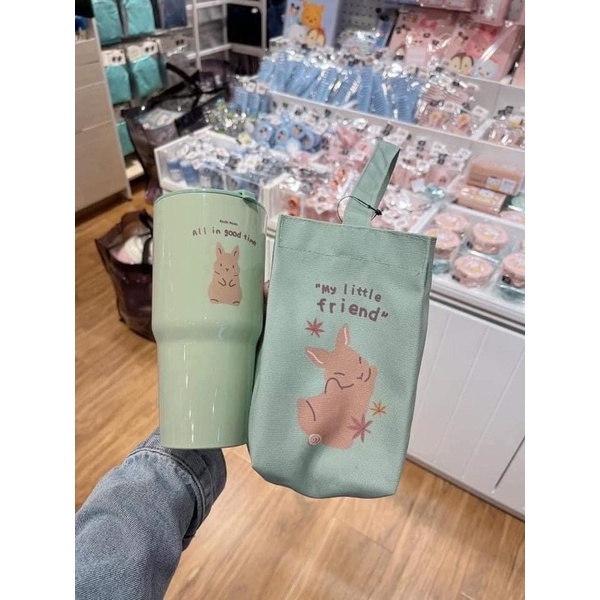 All in good time
"My little
friend"